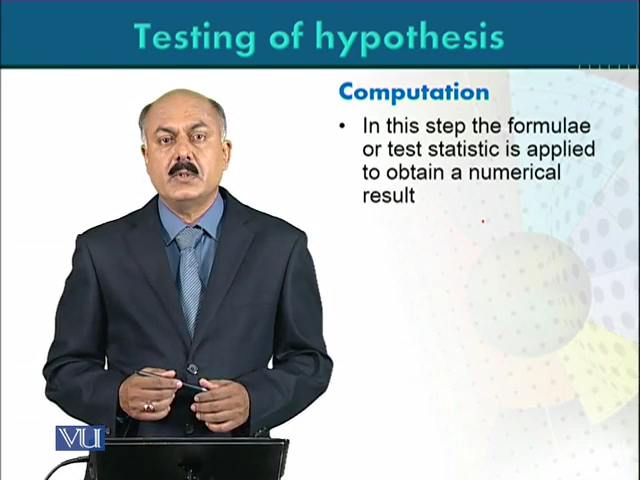 Testing of hypothesis
Computation
• In this step the formulae
or test statistic is applied
to obtain a numerical
result
VU